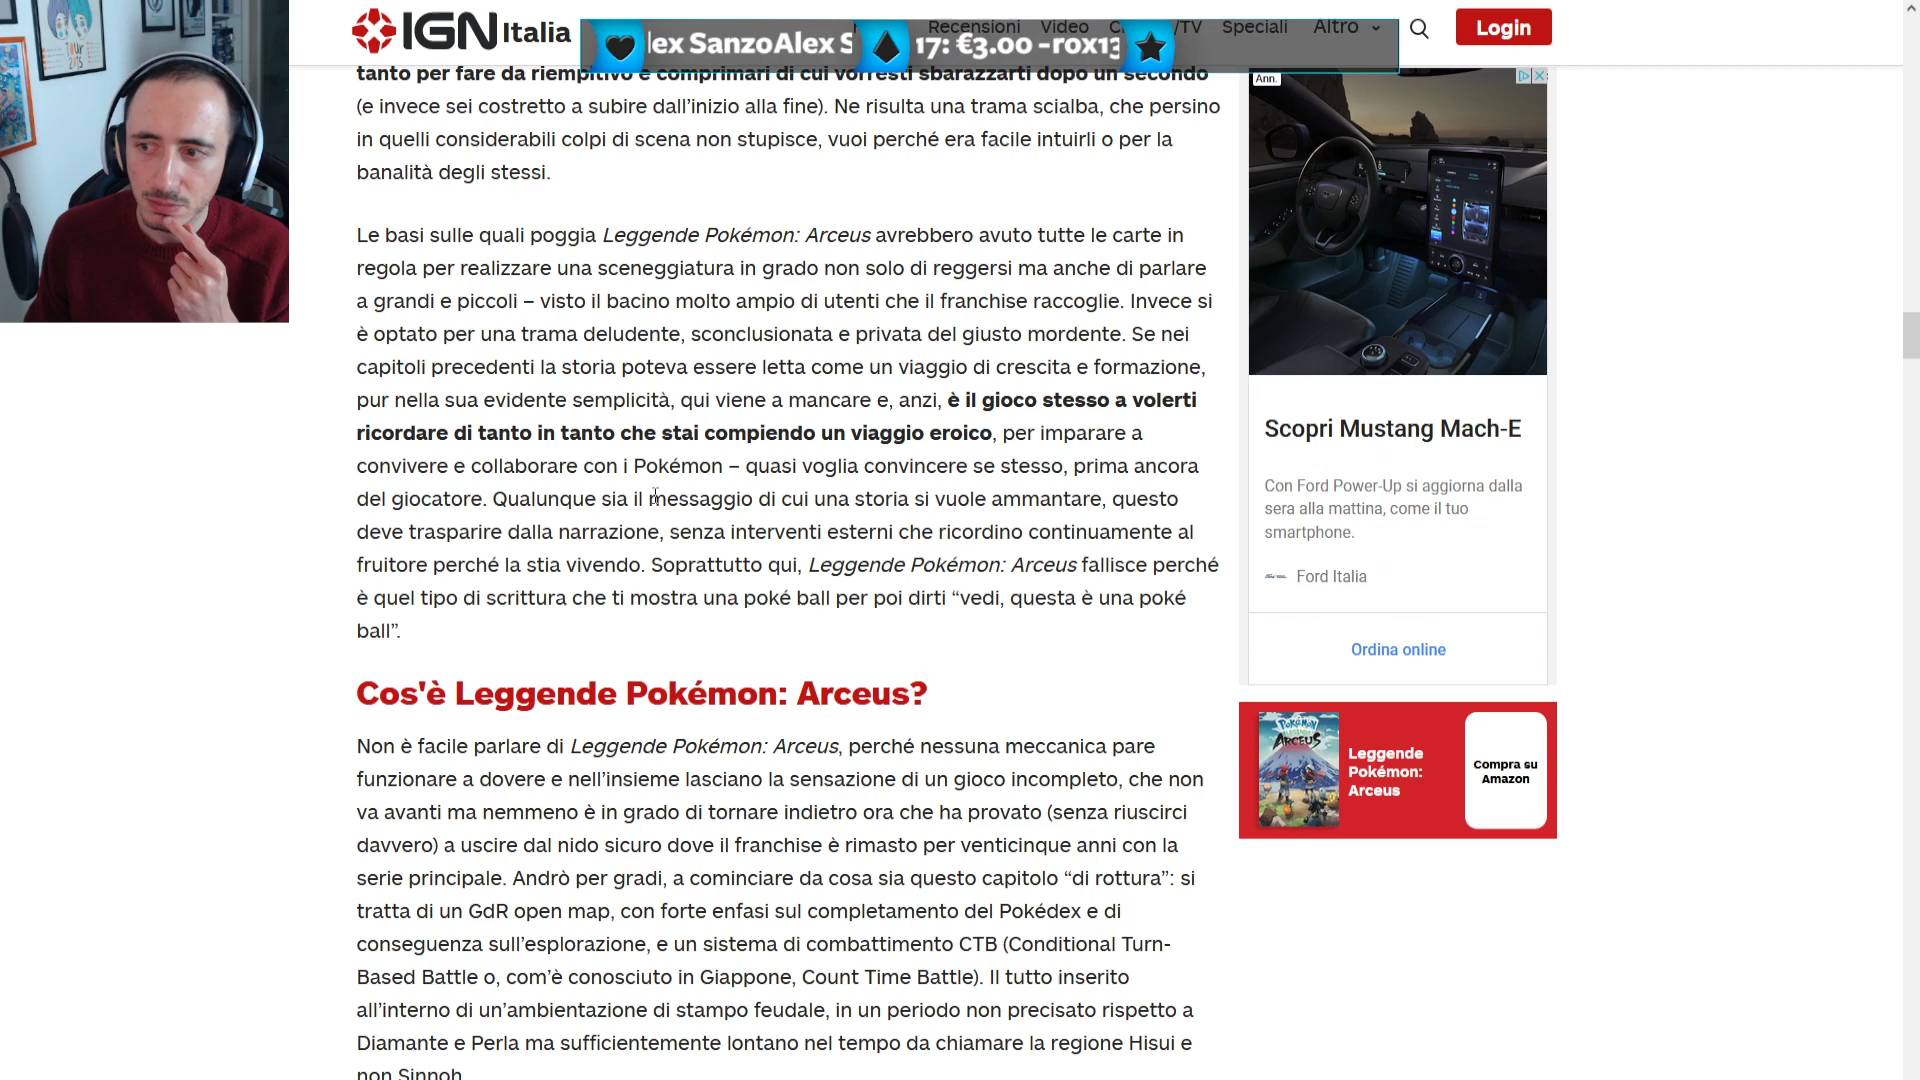 IGN Italia
Recensioni Video /TV Speciali Altro
Login
lex SanzoAlex S
17: €3.00 -rox13
tanto per fare da riempitivo e comprimari di cui vorresti sbarazzarti dopo un secondo
(e invece sei costretto a subire dall'inizio alla fine). Ne risulta una trama scialba, che persino
in quelli considerabili colpi di scena non stupisce, vuoi perché era facile intuirli o per la
banalità degli stessi.
Le basi sulle quali poggia Leggende Pokémon: Arceus avrebbero avuto tutte le carte in
regola per realizzare una sceneggiatura in grado non solo di reggersi ma anche di parlare
a grandi e piccoli – visto il bacino molto ampio di utenti che il franchise raccoglie. Invece si
è optato per una trama deludente, sconclusionata e privata del giusto mordente. Se nei
capitoli precedenti la storia poteva essere letta come un viaggio di crescita e formazione,
pur nella sua evidente semplicità, qui viene a mancare e, anzi, è il gioco stesso a volerti
ricordare di tanto in tanto che stai compiendo un viaggio eroico, per imparare a
convivere e collaborare con i Pokémon – quasi voglia convincere se stesso, prima ancora
del giocatore. Qualunque sia il messaggio di cui una storia si vuole ammantare, questo
deve trasparire dalla narrazione, senza interventi esterni che ricordino continuamente al
fruitore perché la stia vivendo. Soprattutto qui, Leggende Pokémon: Arceus fallisce perché
è quel tipo di scrittura che ti mostra una poké ball per poi dirti “vedi, questa è una poké
ball”.
Cos'è Leggende Pokémon: Arceus?
Non è facile parlare di Leggende Pokémon: Arceus, perché nessuna meccanica pare
funzionare a dovere e nell'insieme lasciano la sensazione di un gioco incompleto, che non
va avanti ma nemmeno è in grado di tornare indietro ora che ha provato (senza riuscirci
davvero) a uscire dal nido sicuro dove il franchise è rimasto per venticinque anni con la
serie principale. Andrò per gradi, a cominciare da cosa sia questo capitolo “di rottura”: si
tratta di un GdR open map, con forte enfasi sul completamento del Pokédex e di
conseguenza sull'esplorazione, e un sistema di combattimento CTB (Conditional Turn-
Based Battle o, com'è conosciuto in Giappone, Count Time Battle). Il tutto inserito
all'interno di un'ambientazione di stampo feudale, in un periodo non precisato rispetto a
Diamante e Perla ma sufficientemente lontano nel tempo da chiamare la regione Hisui e
non Sinnoh.
Ann.
Scopri Mustang Mach-E
Con Ford Power-Up si aggiorna dalla
sera alla mattina, come il tuo
smartphone.
Ford Italia
Ordina online
POKÉMON
LEGENDS
ARCEUS
Leggende
Pokémon:
Arceus
Compra su
Amazon
TOUR